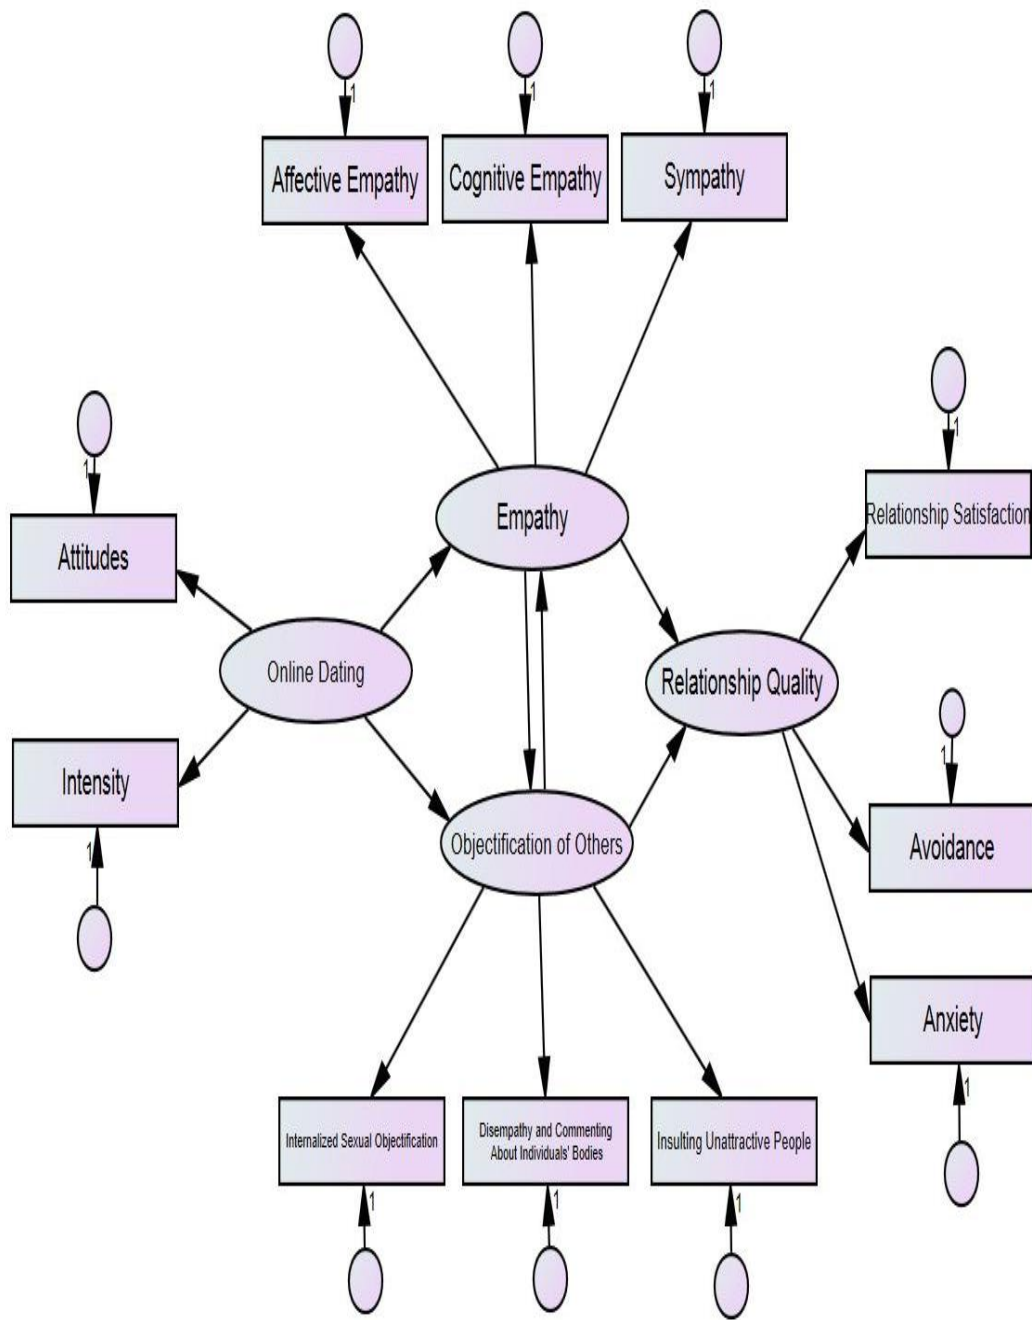 1
1
1
Affective Empathy
Cognitive Empathy
Sympathy
1
1
Relationship Satisfaction
Empathy
Attitudes
Online Dating
Relationship Quality
1
Intensity
Avoidance
1
Objectification of Others
Anxiety
1
Internalized Sexual Objectification
Disempathy and Commenting
About Individuals' Bodies
Insulting Unattractive People
1
1
1